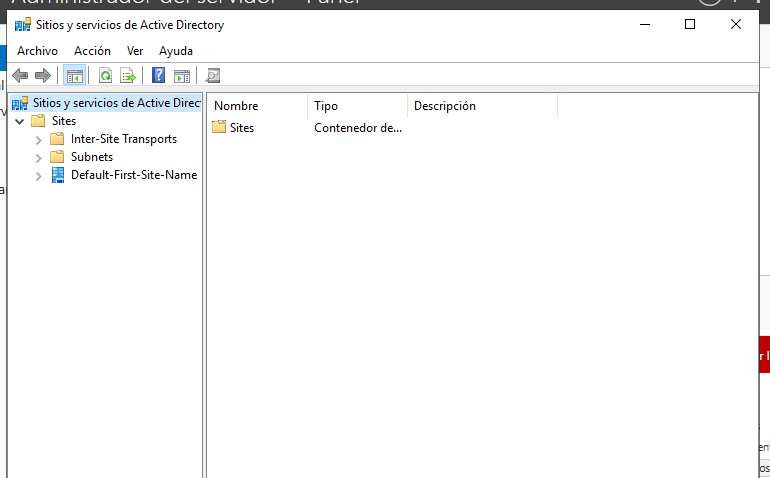 Administrador del servidor
Panel
Sitios y servicios de Active Directory
Archivo Acción Ver Ayuda
Sitios y servicios de Active Direct
Nombre Tipo Descripción
Sites
Sites Contenedor de...
Inter-Site Transports
Subnets
Default-First-Site-Name